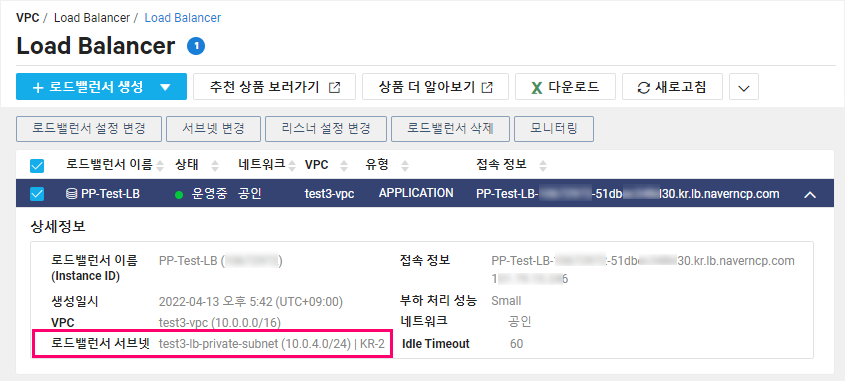 VPC / Load Balancer / Load Balancer
Load Balancer 1
+ 로드밸런서 생성 추천 상품 보러가기 상품 더 알아보기 X 다운로드 새로고침
로드밸런서 설정 변경 서브넷 변경 리스너 설정 변경 로드밸런서 삭제 모니터링
로드밸런서 이름 상태 네트워크 VPC 유형 접속 정보
PP-Test-LB 운영중 공인 test3-vpc APPLICATION PP-Test-LB- -51db 30.kr.lb.naverncp.com
상세정보
로드밸런서 이름 PP-Test-LB ( ) 접속 정보 PP-Test-LB- -51db 30.kr.lb.naverncp.com
(Instance ID) 1 6
생성일시 2022-04-13 오후 5:42 (UTC+09:00) 부하 처리 성능 Small
VPC test3-vpc (10.0.0.0/16) 네트워크 공인
로드밸런서 서브넷 test3-lb-private-subnet (10.0.4.0/24) | KR-2 Idle Timeout 60